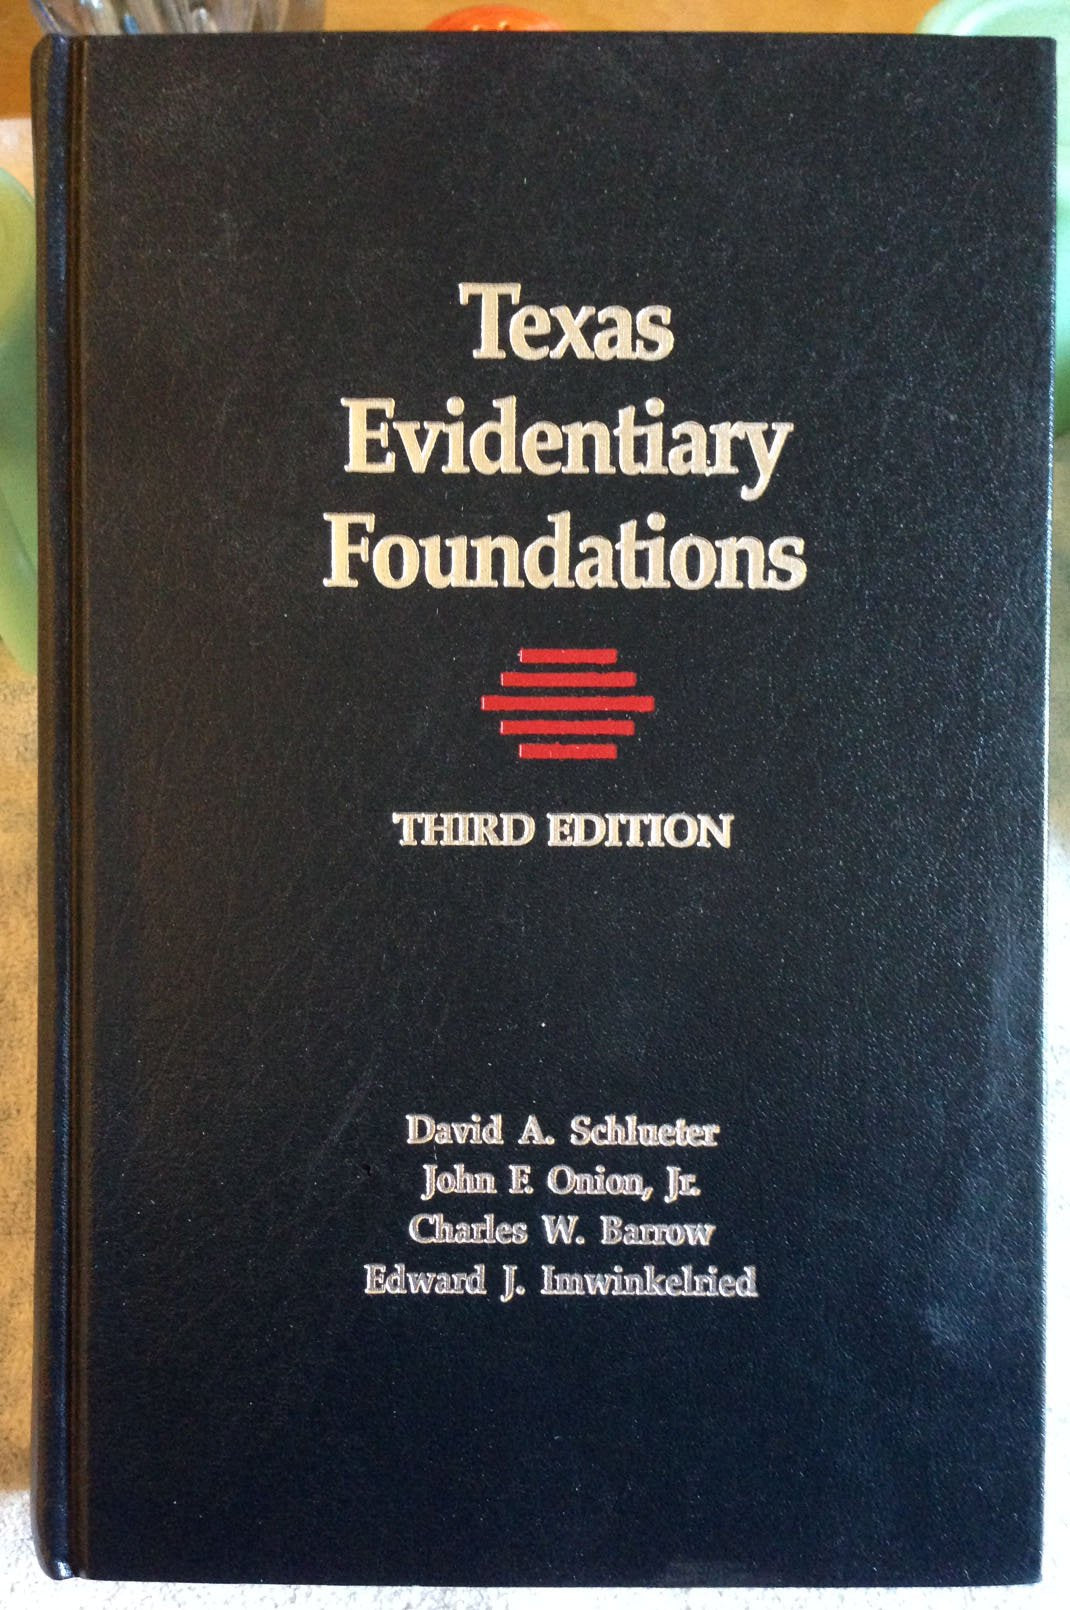 Texas
Evidentiary
Foundations
THIRD EDITION
David A. Schlueter
John F. Onion, Jr.
Charles W. Barrow
Edward J. Imwinkelried